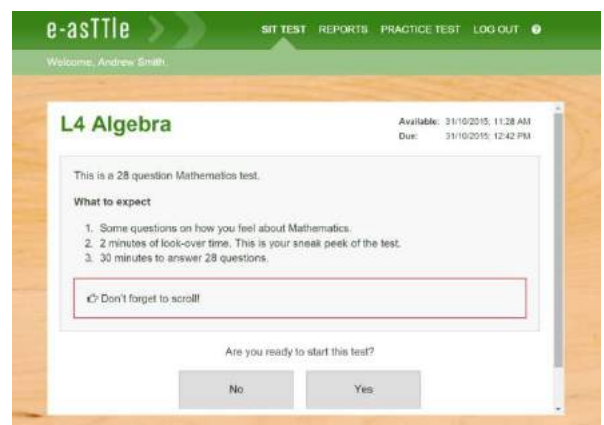 e-asTTle
SIT TEST REPORTS PRACTICE TEST LOG OUT ?
Welcome, Andrew Smith
L4 Algebra
Available: 31/10/2015; 11:28 AM
Due: 31/10/2015; 12:42 PM
This is a 28 question Mathematics test.
What to expect
1. Some questions on how you feel about Mathematics.
2. 2 minutes of look-over time. This is your sneak peek of the test.
3. 30 minutes to answer 28 questions.
Don't forget to scroll!
Are you ready to start this test?
No Yes